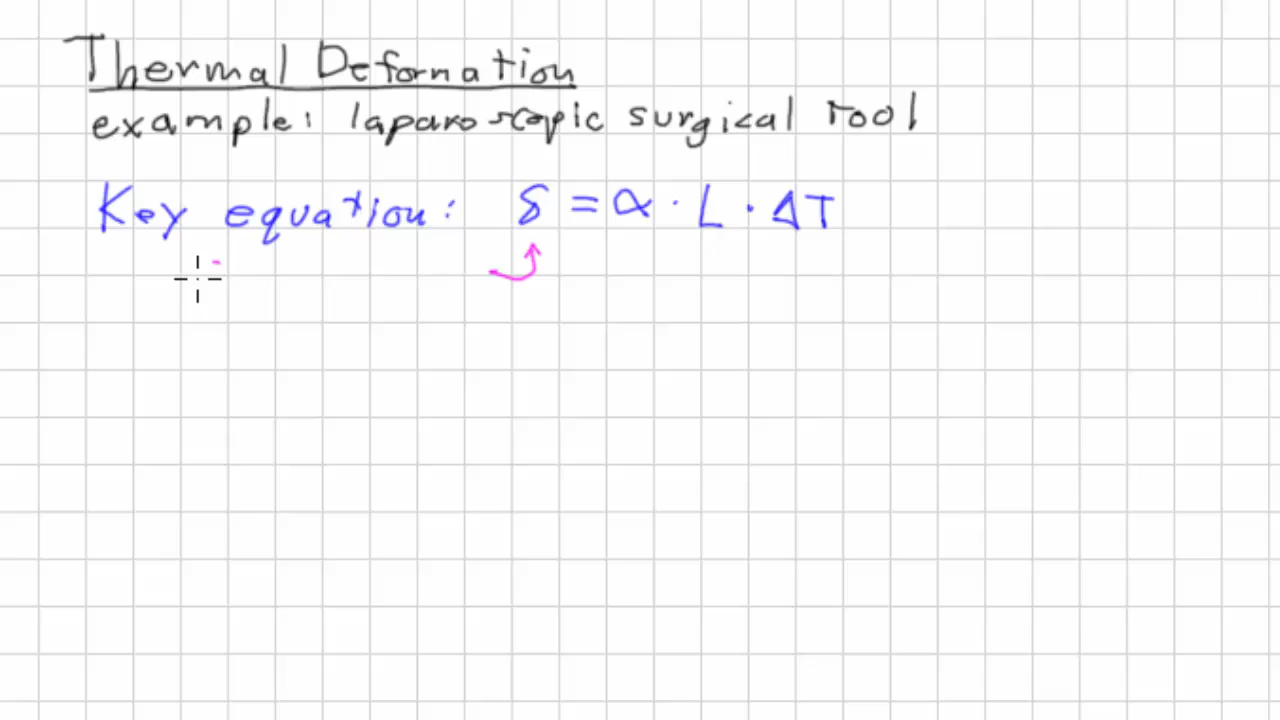 Thermal Deformation
example: laparoscopic surgical tool
Key equation: δ = α · L · ΔT